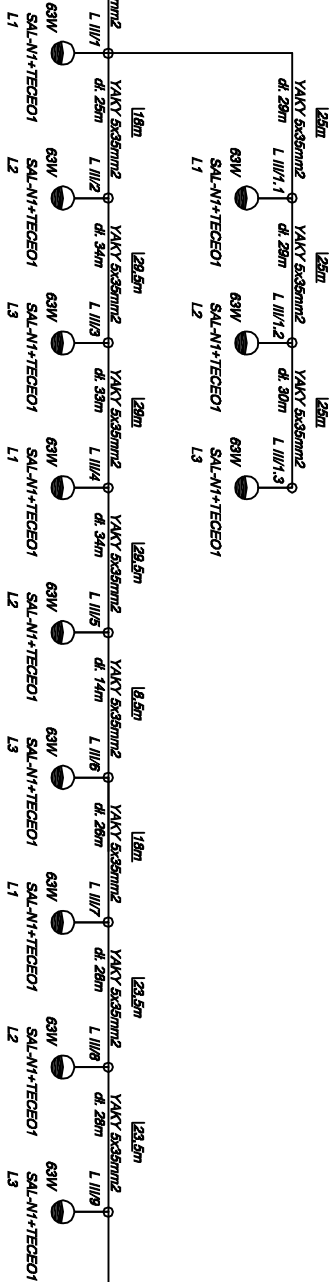 25m
YAKY 5x35mm2
dł. 29m
L III/1.1
63W
SAL-N1+TECEO1
L1
25m
YAKY 5x35mm2
dł. 29m
L III/1.2
63W
SAL-N1+TECEO1
L2
25m
YAKY 5x35mm2
dł. 30m
L III/1.3
63W
SAL-N1+TECEO1
L3
mm2
L III/1
63W
SAL-N1+TECEO1
L1
18m
YAKY 5x35mm2
dł. 25m
L III/2
63W
SAL-N1+TECEO1
L2
29.5m
YAKY 5x35mm2
dł. 34m
L III/3
63W
SAL-N1+TECEO1
L3
29m
YAKY 5x35mm2
dł. 33m
L III/4
63W
SAL-N1+TECEO1
L1
29.5m
YAKY 5x35mm2
dł. 34m
L III/5
63W
SAL-N1+TECEO1
L2
8.5m
YAKY 5x35mm2
dł. 14m
L III/6
63W
SAL-N1+TECEO1
L3
18m
YAKY 5x35mm2
dł. 26m
L III/7
63W
SAL-N1+TECEO1
L1
23.5m
YAKY 5x35mm2
dł. 28m
L III/8
63W
SAL-N1+TECEO1
L2
23.5m
YAKY 5x35mm2
dł. 28m
L III/9
63W
SAL-N1+TECEO1
L3